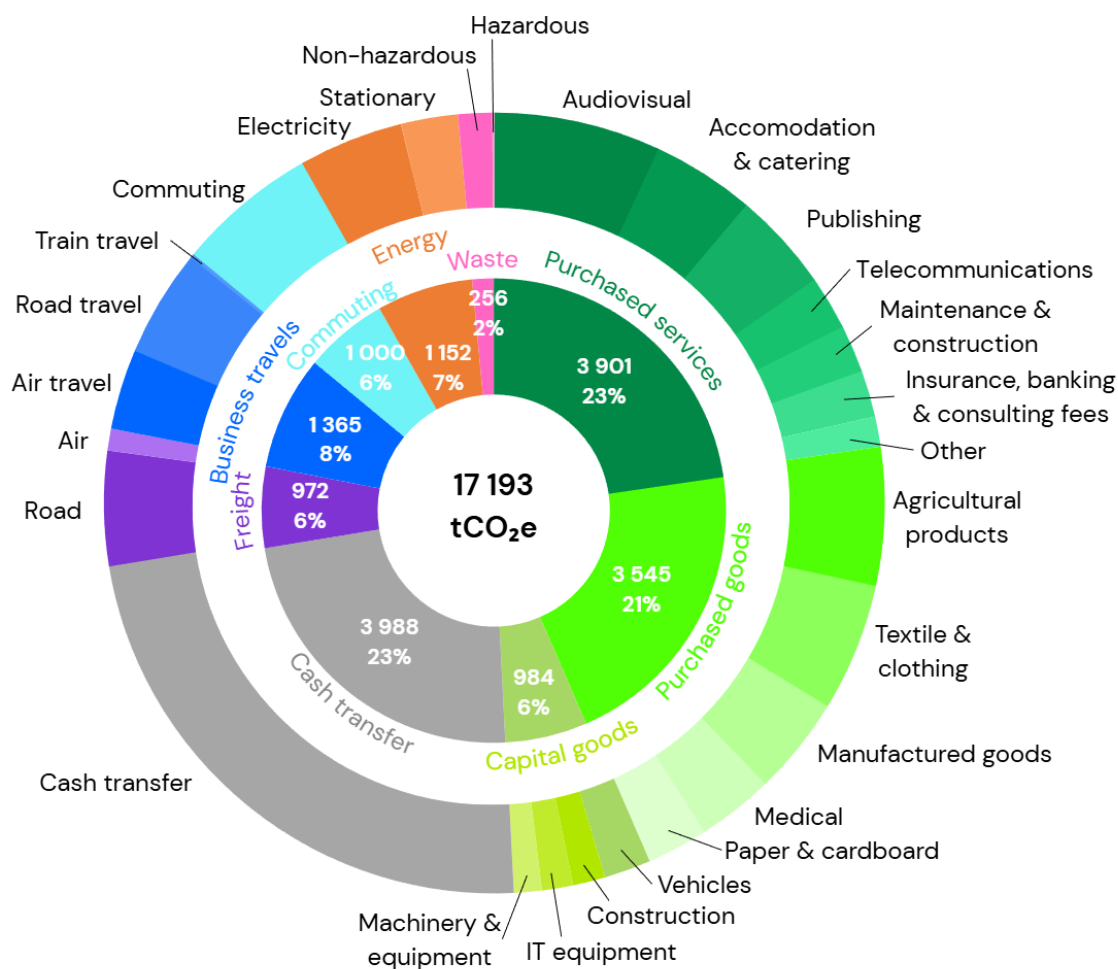 Hazardous
Non-hazardous
Stationary
Electricity
Commuting
Train travel
Road travel
Air travel
Air
Road
Cash transfer
Audiovisual
Accomodation
& catering
Publishing
Telecommunications
Maintenance &
construction
Insurance, banking
& consulting fees
Other
Agricultural
products
Textile &
clothing
Manufactured goods
Medical
Paper & cardboard
Vehicles
Construction
IT equipment
Machinery &
equipment
Energy
Waste
Purchased services
Commuting
Business travels
Freight
Cash transfer
Capital goods
Purchased goods
256
2%
3 901
23%
1 000
6%
1 152
7%
1 365
8%
972
6%
17 193
tCO₂e
3 545
21%
3 988
23%
984
6%